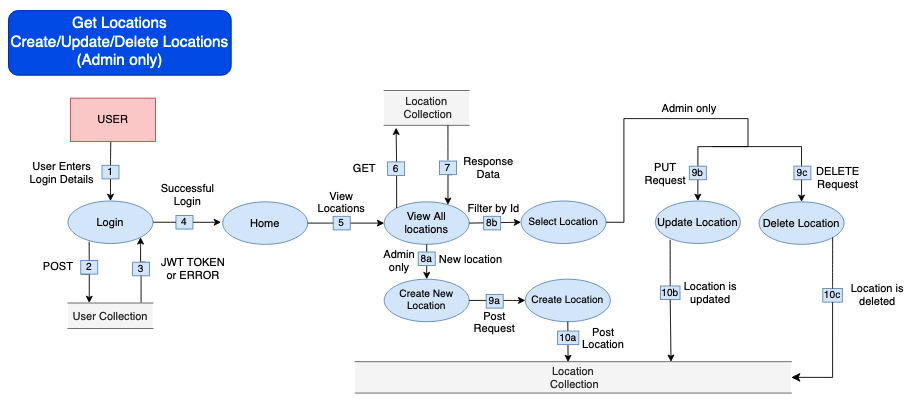 Get Locations
Create/Update/Delete Locations
(Admin only)
USER
1
User Enters
Login Details
Login
POST
2
3
JWT TOKEN
or ERROR
User Collection
Successful
Login
4
Home
View
Locations
5
Location
Collection
GET
6
7
Response
Data
View All
locations
Filter by Id
8b
Select Location
Admin
only
8a
New location
Create New
Location
9a
Post
Request
Create Location
10a
Post
Location
Admin only
PUT
Request
9b
9c
DELETE
Request
Update Location
Delete Location
10b
Location is
updated
10c
Location is
deleted
Location
Collection